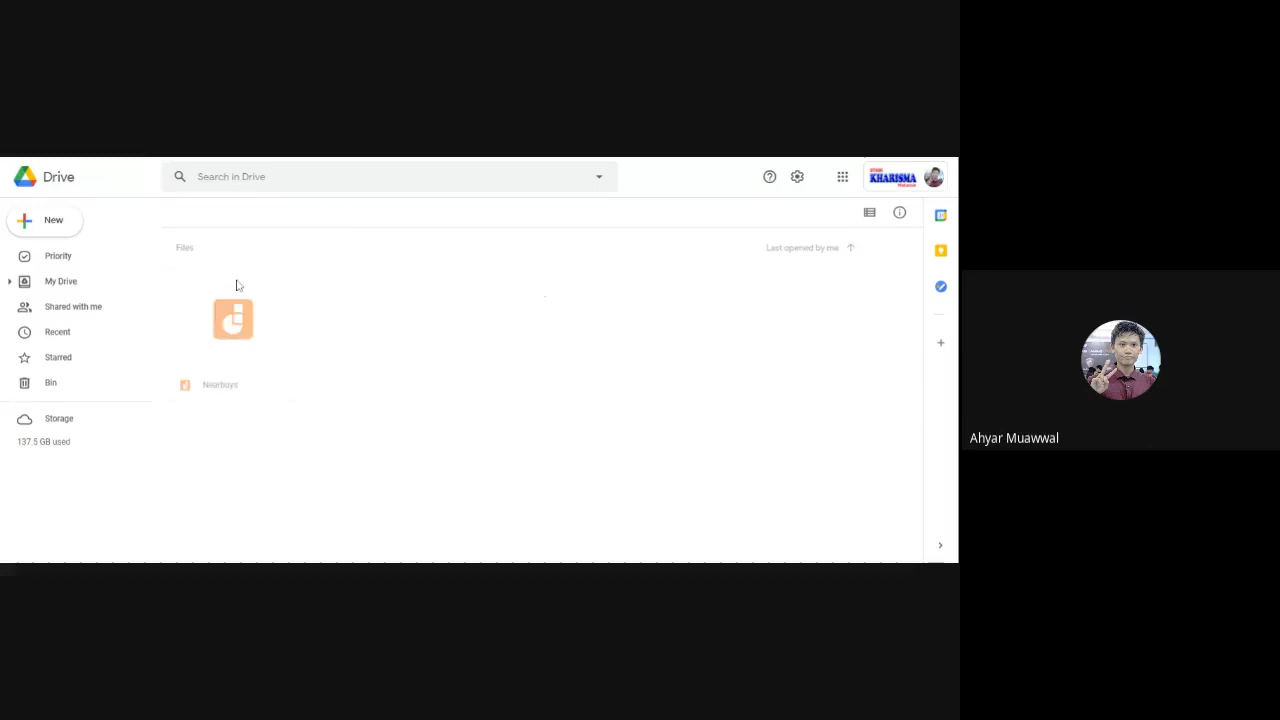 Drive
Search in Drive
KHARISMA
New
Files
Last opened by me
Priority
My Drive
Shared with me
Recent
Starred
Bin
Nearbuys
Storage
137.5 GB used
Ahyar Muawwal